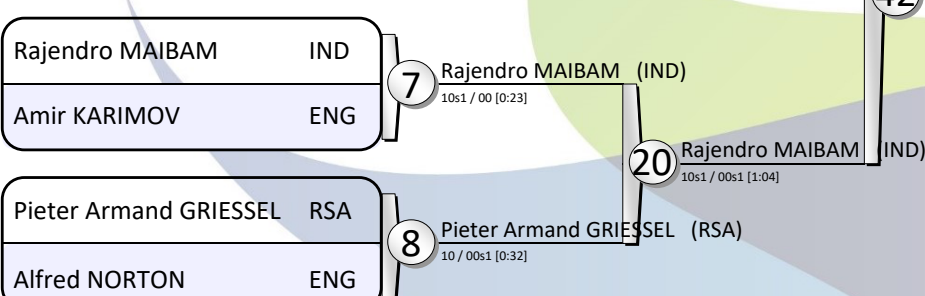 42
Rajendro MAIBAM IND
Amir KARIMOV ENG
7
Rajendro MAIBAM (IND)
10s1 / 00 [0:23]
20
Rajendro MAIBAM (IND)
10s1 / 00s1 [1:04]
Pieter Armand GRIESSEL RSA
Alfred NORTON ENG
8
Pieter Armand GRIESSEL (RSA)
10 / 00s1 [0:32]